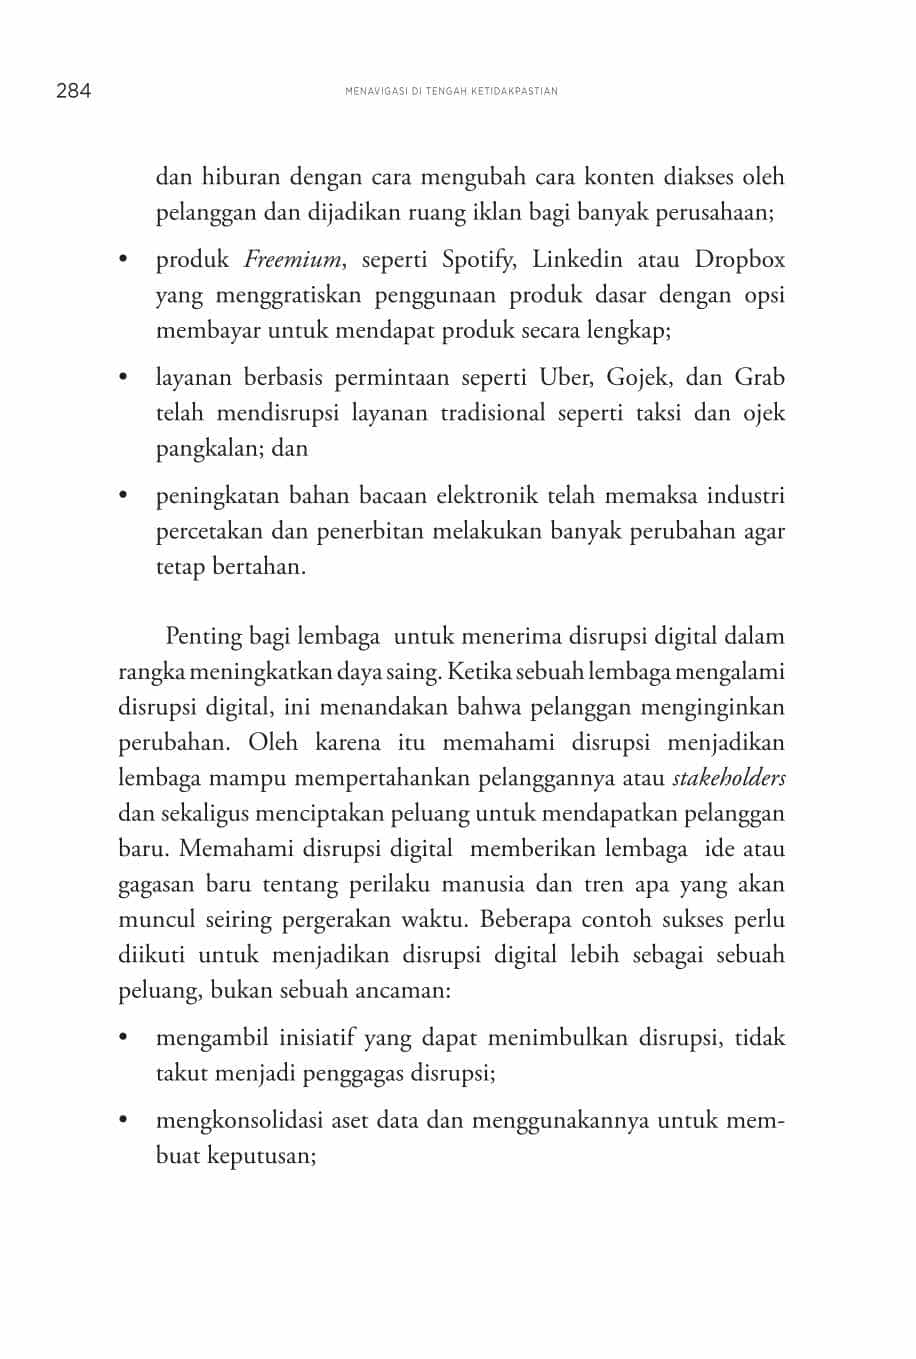 284
MENAVIGASI DI TENGAH KETIDAKPASTIAN
dan hiburan dengan cara mengubah cara konten diakses oleh
pelanggan dan dijadikan ruang iklan bagi banyak perusahaan;
• produk Freemium, seperti Spotify, Linkedin atau Dropbox
yang menggratiskan penggunaan produk dasar dengan opsi
membayar untuk mendapat produk secara lengkap;
• layanan berbasis permintaan seperti Uber, Gojek, dan Grab
telah mendisrupsi layanan tradisional seperti taksi dan ojek
pangkalan; dan
• peningkatan bahan bacaan elektronik telah memaksa industri
percetakan dan penerbitan melakukan banyak perubahan agar
tetap bertahan.
Penting bagi lembaga untuk menerima disrupsi digital dalam
rangka meningkatkan daya saing. Ketika sebuah lembaga mengalami
disrupsi digital, ini menandakan bahwa pelanggan menginginkan
perubahan. Oleh karena itu memahami disrupsi menjadikan
lembaga mampu mempertahankan pelanggannya atau stakeholders
dan sekaligus menciptakan peluang untuk mendapatkan pelanggan
baru. Memahami disrupsi digital memberikan lembaga ide atau
gagasan baru tentang perilaku manusia dan tren apa yang akan
muncul seiring pergerakan waktu. Beberapa contoh sukses perlu
diikuti untuk menjadikan disrupsi digital lebih sebagai sebuah
peluang, bukan sebuah ancaman:
• mengambil inisiatif yang dapat menimbulkan disrupsi, tidak
takut menjadi penggagas disrupsi;
• mengkonsolidasi aset data dan menggunakannya untuk mem-
buat keputusan;